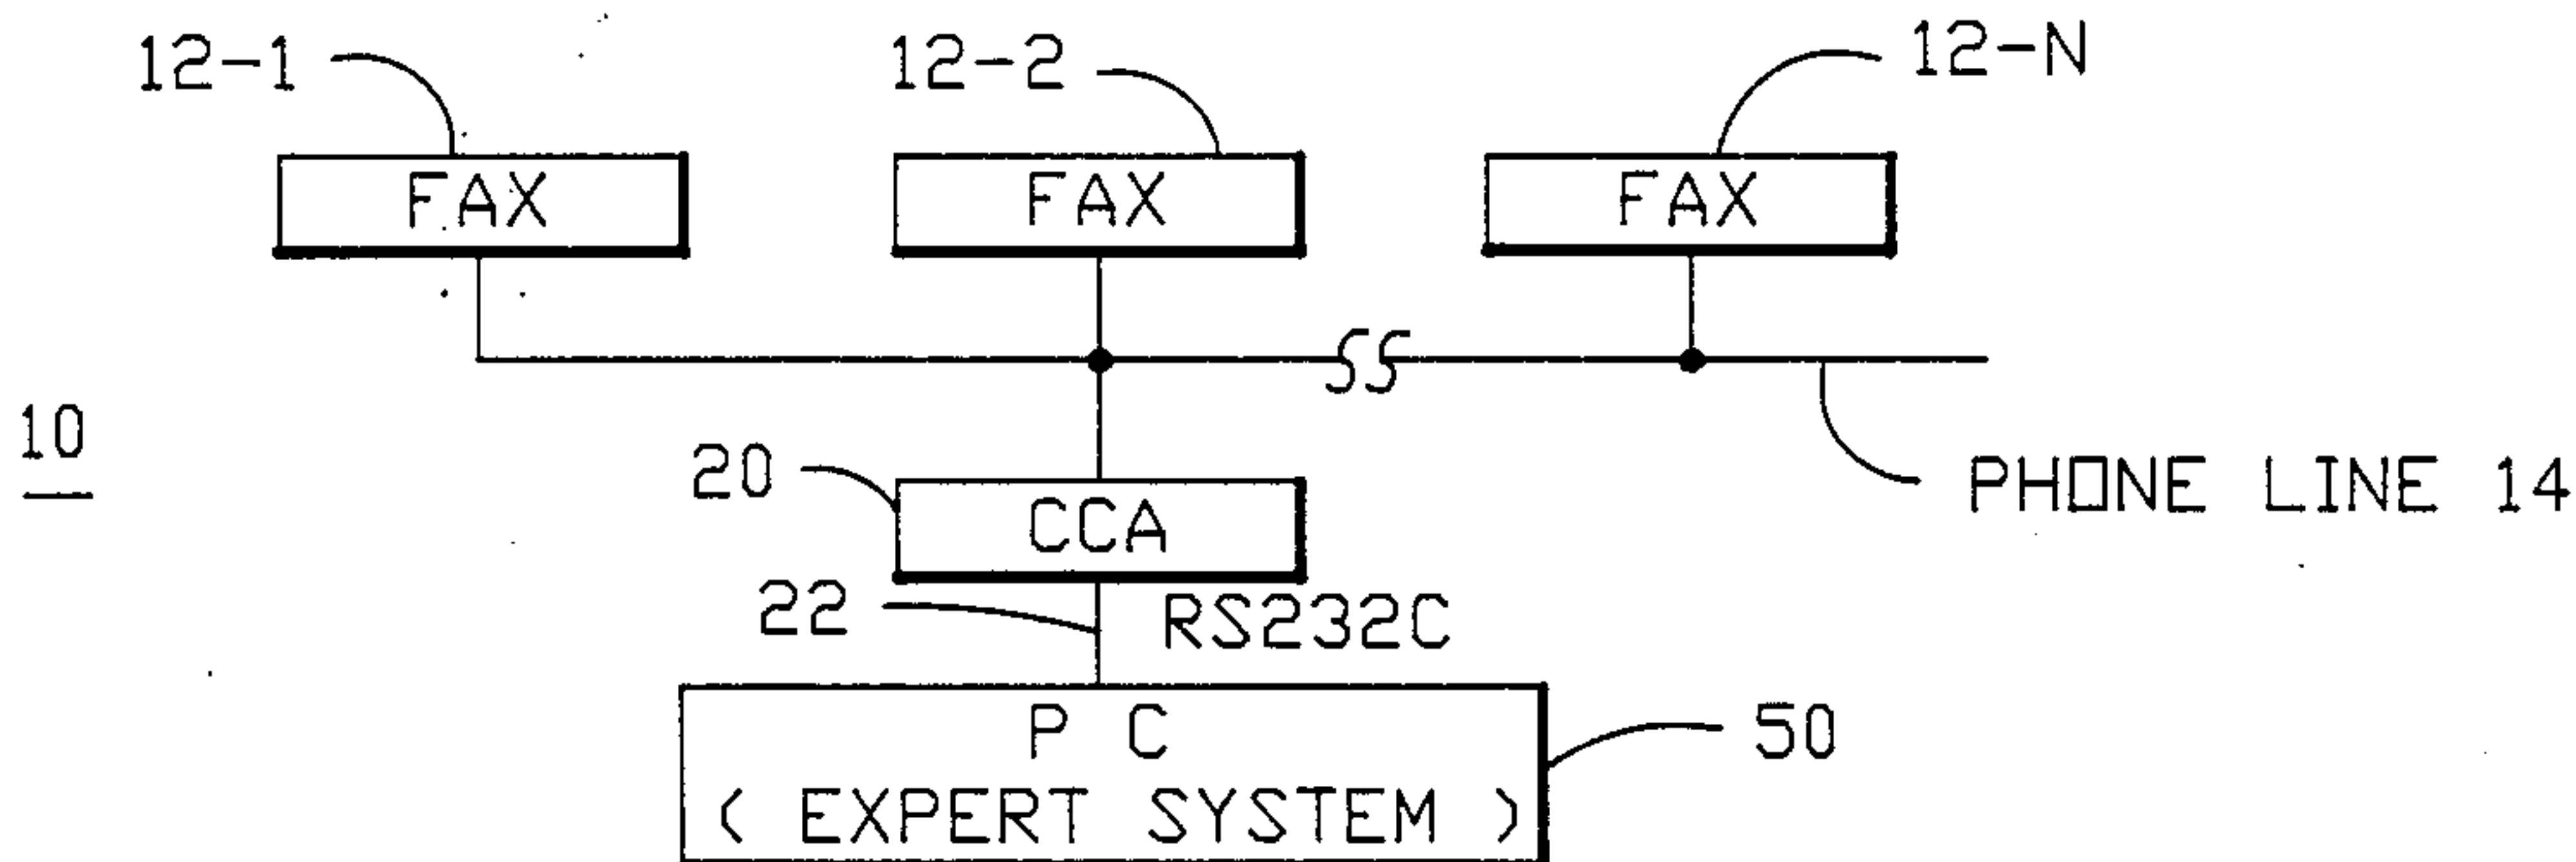 12-1
12-2
12-N
FAX
FAX
FAX
10
20
CCA
PHONE LINE 14
22
RS232C
P C
50
( EXPERT SYSTEM )